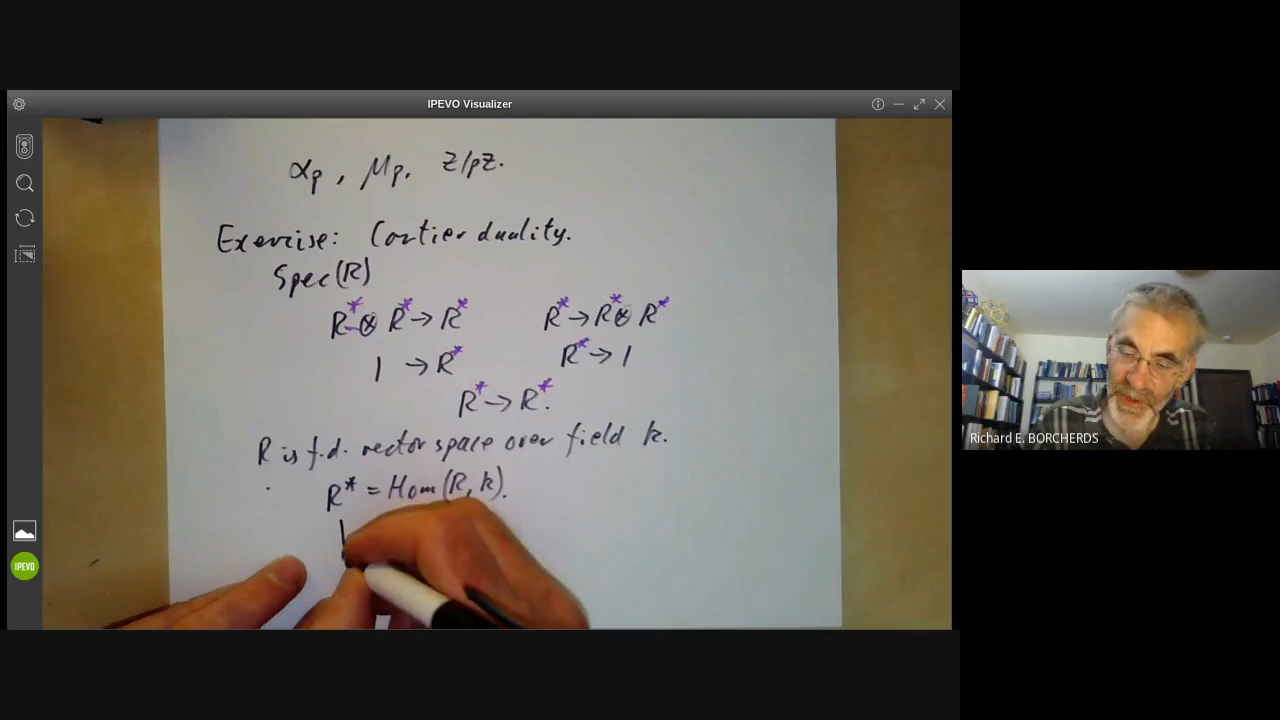 IPEVO Visualizer
αp, μp, Z/pZ.
Exercise: Cartier duality.
Spec(R)
R* ⊗ R* → R* R* → R* ⊗ R*
1 → R* R* → 1
R* → R*.
R is f.d. vector space over field k.
R* = Hom(R, k).
IPEVO
Richard E. BORCHERDS